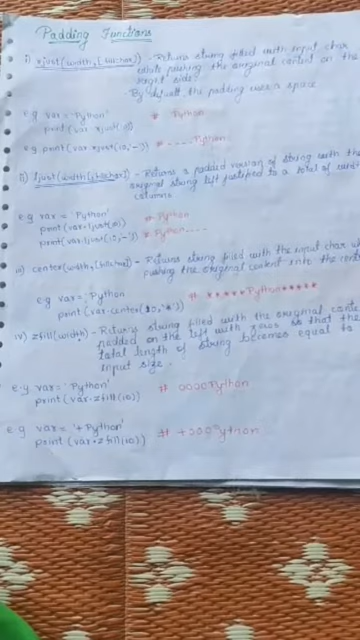 Padding Functions
i) rjust(width,[fillchar]) - Returns string filled with input char
while pushing the original content on the
right side.
- By default, the padding uses a space
e.g var = 'Python'
print(var.rjust(10)) # Python
e.g print(var.rjust(10,'-')) # ----Python
ii) ljust(width,[fillchar]) - Returns a padded version of string with the
original string left justified to a total of width
columns
e.g var = 'Python'
print(var.ljust(10)) # Python
print(var.ljust(10,'-')) # Python----
iii) center(width,[fillchar]) - Returns string filled with the input char
pushing the original content into the
e.g var = 'Python
print(var.center( ,'*')) # *****Python*****
iv) zfill(width) - Returns string filled with the original
padded on the left with zeros so that the
total length of string becomes equal to
input size.
e.g var = 'Python'
print(var.zfill(10)) # 0000Python
e.g var = '+Python'
print(var.zfill(10)) # +000Python